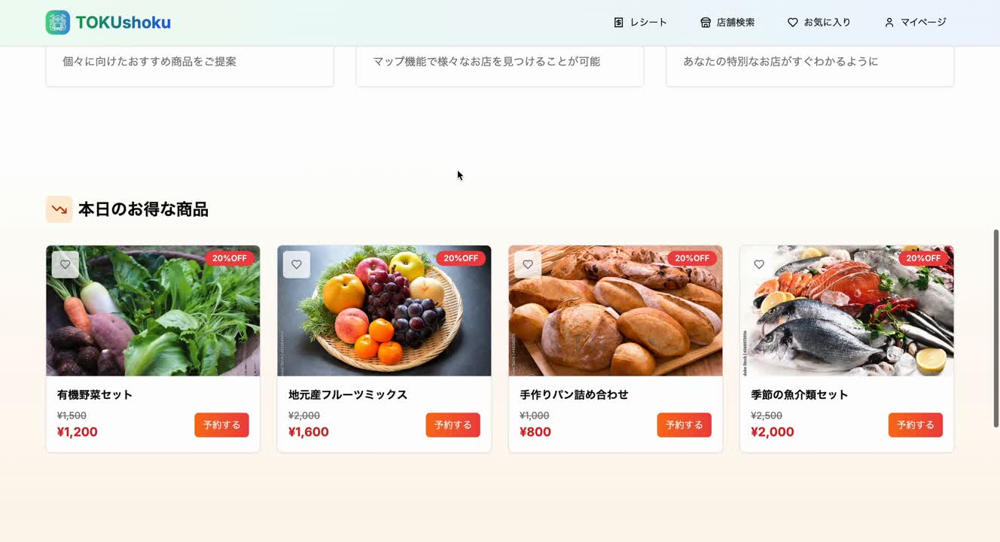 TOKUshoku
レシート
店舗検索
お気に入り
マイページ
個々に向けたおすすめ商品をご提案
マップ機能で様々なお店を見つけることが可能
あなたの特別なお店がすぐわかるように
本日のお得な商品
20%OFF
20%OFF
20%OFF
20%OFF
有機野菜セット
¥1,500
¥1,200
予約する
地元産フルーツミックス
¥2,000
¥1,600
予約する
手作りパン詰め合わせ
¥1,000
¥800
予約する
季節の魚介類セット
¥2,500
¥2,000
予約する